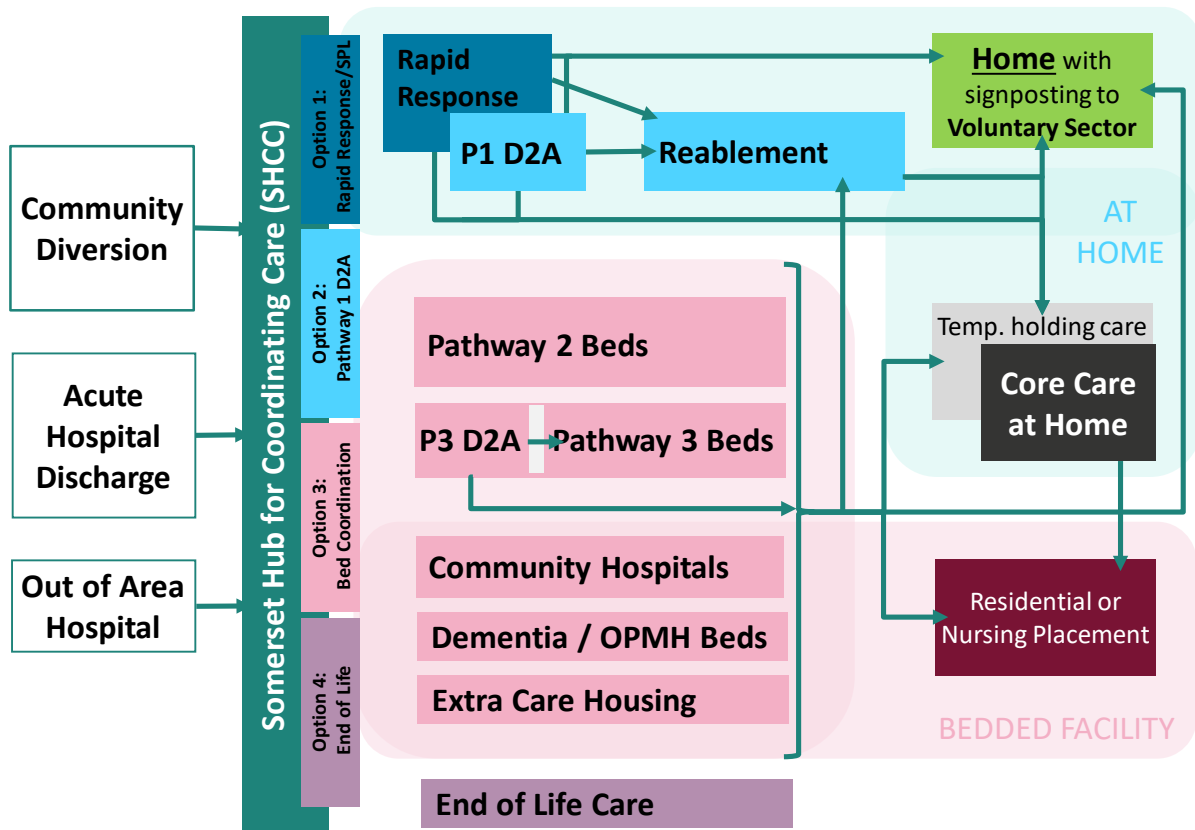 Community
Diversion
Acute
Hospital
Discharge
Out of Area
Hospital
Somerset Hub for Coordinating Care (SHCC)
Option 1:
Rapid Response/SPL
Option 2:
Pathway 1 D2A
Option 3:
Bed Coordination
Option 4:
End of Life
Rapid
Response
P1 D2A
Reablement
Home with
signposting to
Voluntary Sector
AT
HOME
Temp. holding care
Core Care
at Home
Pathway 2 Beds
P3 D2A
Pathway 3 Beds
Community Hospitals
Dementia / OPMH Beds
Extra Care Housing
Residential or
Nursing Placement
BEDDED FACILITY
End of Life Care